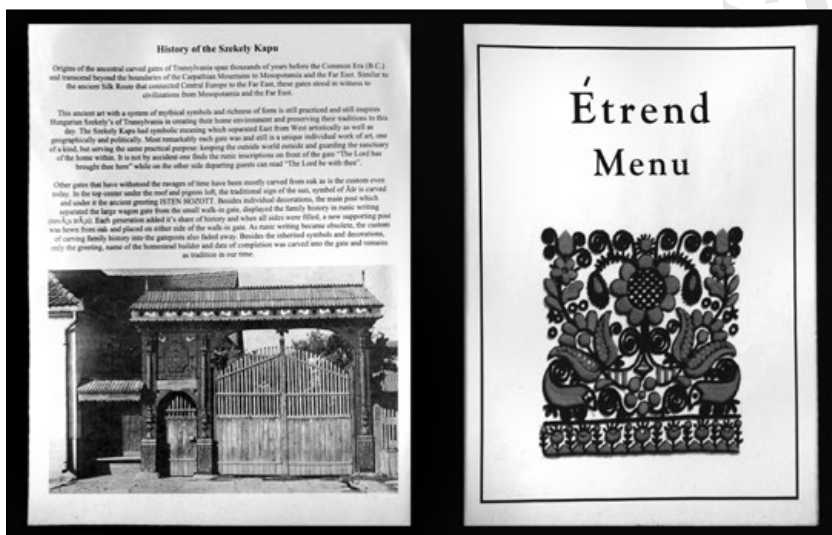 History of the Szekely Kapu
Origins of the ancestral carved gates of Transylvania span thousands of years before the Common Era (B.C.)
and transcend beyond the boundaries of the Carpathian Mountains to Mesopotamia and the Far East. Similar to
the ancient Silk Route that connected Central Europe to the Far East, these gates stood in witness to
civilizations from Mesopotamia and the Far East.
This ancient art with a system of mythical symbols and richness of form is still practiced and still inspires
Hungarian Szekely's of Transylvania in creating their home environment and preserving their traditions to this
day. The Szekely Kapu had symbolic meaning which separated East from West artistically as well as
geographically and politically. Most remarkably each gate was and still is a unique individual work of art, one
of a kind, but serving the same practical purpose: keeping the outside world outside and guarding the sanctuary
of the home within. It is not by accident one finds the runic inscriptions on front of the gate "The Lord has
brought thee here" while on the other side departing guests can read "The Lord be with thee".
Other gates that have withstood the ravages of time have been mostly carved from oak as is the custom even
today. In the top center under the roof and pigeon loft, the traditional sign of the sun, symbol of is carved
and under it the ancient greeting ISTEN HOZOTT. Besides individual decorations, the main post which
separated the large wagon gate from the small walk-in gate, displayed the family history in runic writing
Each generation added it's share of history and when all sides were filled, a new supporting post
was hewn from oak and placed on either side of the walk-in gate. As runic writing became obsolete, the custom
of carving family history into the gateposts also faded away. Besides the inherited symbols and decorations,
only the greeting, name of the homestead builder and date of completion was carved into the gate and remains
as tradition in our time.
Étrend
Menu